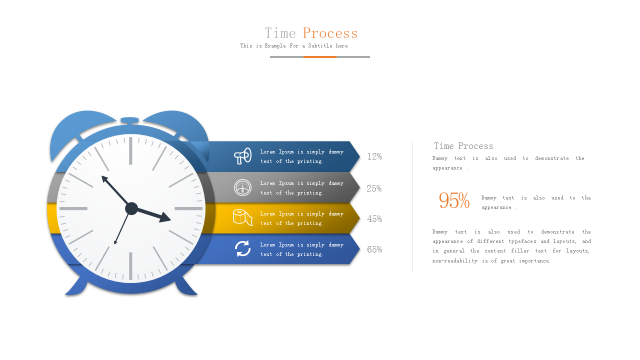 Time Process
This is Example For a Subtitle here
Lorem Ipsum is simply dummy
text of the printing.
12%
Lorem Ipsum is simply dummy
text of the printing.
25%
Lorem Ipsum is simply dummy
text of the printing.
45%
Lorem Ipsum is simply dummy
text of the printing.
65%
Time Process
Dummy text is also used to demonstrate the
appearance .
95%
Dummy text is also used to the
appearance .
Dummy text is also used to demonstrate the
appearance of different typefaces and layouts, and
in general the content filler text for layouts,
non-readability is of great importance.